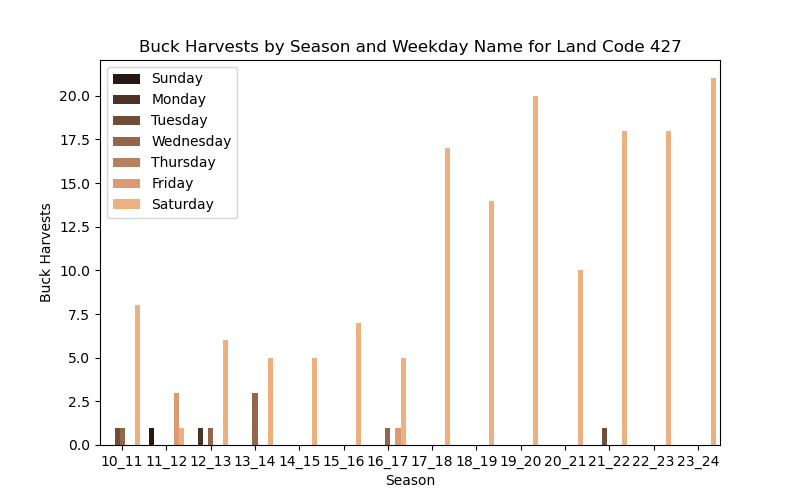 Buck Harvests by Season and Weekday Name for Land Code 427
Sunday
Monday
Tuesday
Wednesday
Thursday
Friday
Saturday
20.0
17.5
15.0
12.5
10.0
7.5
5.0
2.5
0.0
Buck Harvests
10_11 11_12 12_13 13_14 14_15 15_16 16_17 17_18 18_19 19_20 20_21 21_22 22_23 23_24
Season